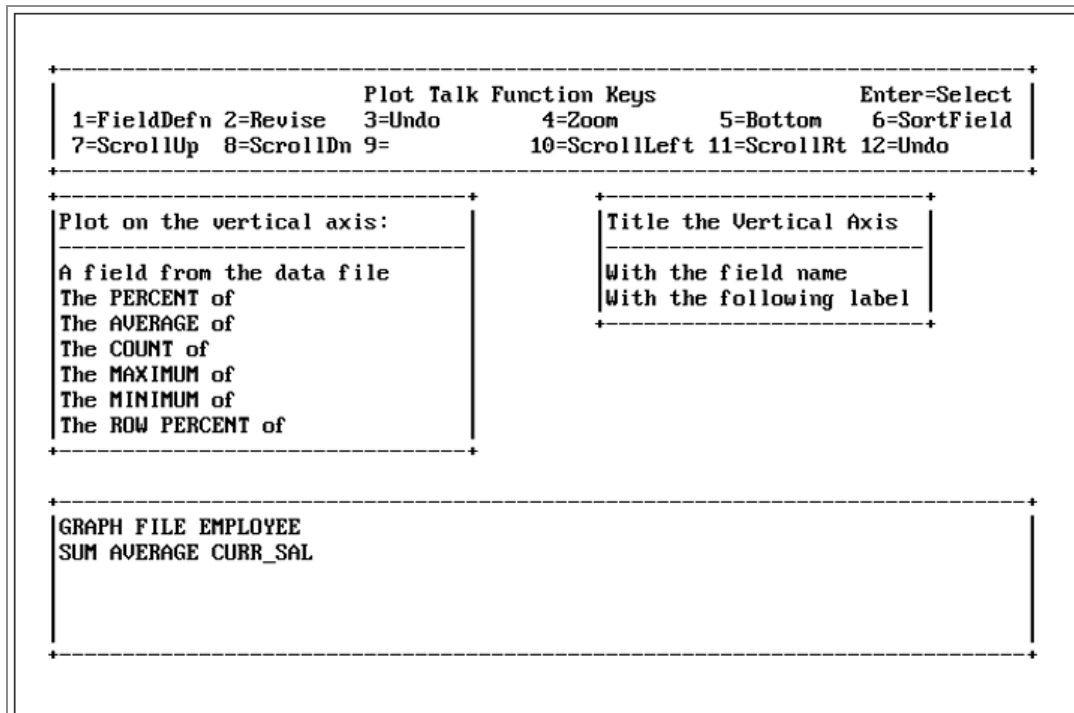 Plot Talk Function Keys Enter=Select
1=FieldDefn 2=Revise 3=Undo 4=Zoom 5=Bottom 6=SortField
7=ScrollUp 8=ScrollDn 9= 10=ScrollLeft 11=ScrollRt 12=Undo
Plot on the vertical axis:
A field from the data file
The PERCENT of
The AVERAGE of
The COUNT of
The MAXIMUM of
The MINIMUM of
The ROW PERCENT of
Title the Vertical Axis
With the field name
With the following label
GRAPH FILE EMPLOYEE
SUM AVERAGE CURR_SAL